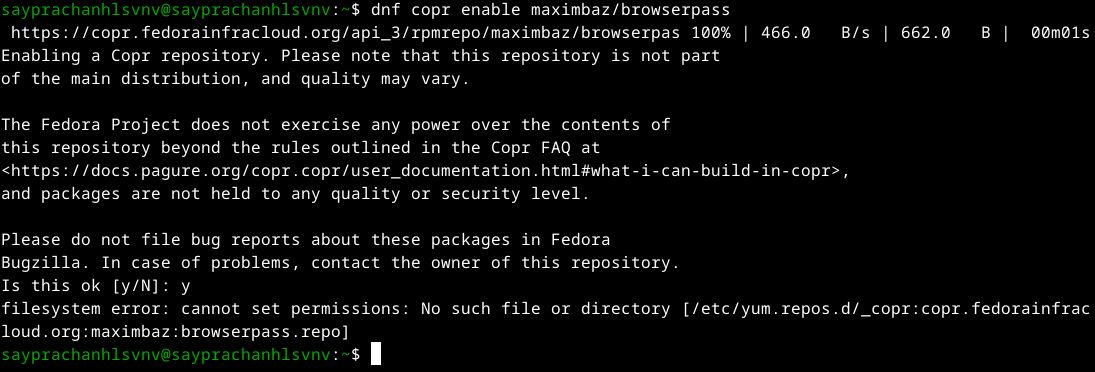 sayprachanhlsvnv@sayprachanhlsvnv:~$ dnf copr enable maximbaz/browserpass
https://copr.fedorainfracloud.org/api_3/rpmrepo/maximbaz/browserpas 100% | 466.0   B/s | 662.0   B |  00m01s
Enabling a Copr repository. Please note that this repository is not part
of the main distribution, and quality may vary.

The Fedora Project does not exercise any power over the contents of
this repository beyond the rules outlined in the Copr FAQ at
<https://docs.pagure.org/copr.copr/user_documentation.html#what-i-can-build-in-copr>,
and packages are not held to any quality or security level.

Please do not file bug reports about these packages in Fedora
Bugzilla. In case of problems, contact the owner of this repository.
Is this ok [y/N]: y
filesystem error: cannot set permissions: No such file or directory [/etc/yum.repos.d/_copr:copr.fedorainfrac
loud.org:maximbaz:browserpass.repo]
sayprachanhlsvnv@sayprachanhlsvnv:~$